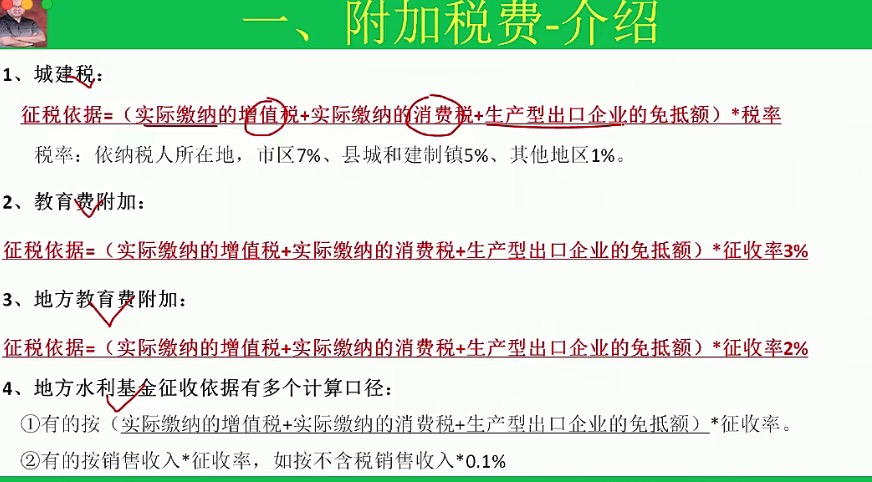 一、附加税费-介绍
1、城建税：
征税依据=（实际缴纳的增值税+实际缴纳的消费税+生产型出口企业的免抵额）*税率
税率：依纳税人所在地，市区7%、县城和建制镇5%、其他地区1%。
2、教育费附加：
征税依据=（实际缴纳的增值税+实际缴纳的消费税+生产型出口企业的免抵额）*征收率3%
3、地方教育费附加：
征税依据=（实际缴纳的增值税+实际缴纳的消费税+生产型出口企业的免抵额）*征收率2%
4、地方水利基金征收依据有多个计算口径：
①有的按（实际缴纳的增值税+实际缴纳的消费税+生产型出口企业的免抵额）*征收率。
②有的按销售收入*征收率，如按不含税销售收入*0.1%